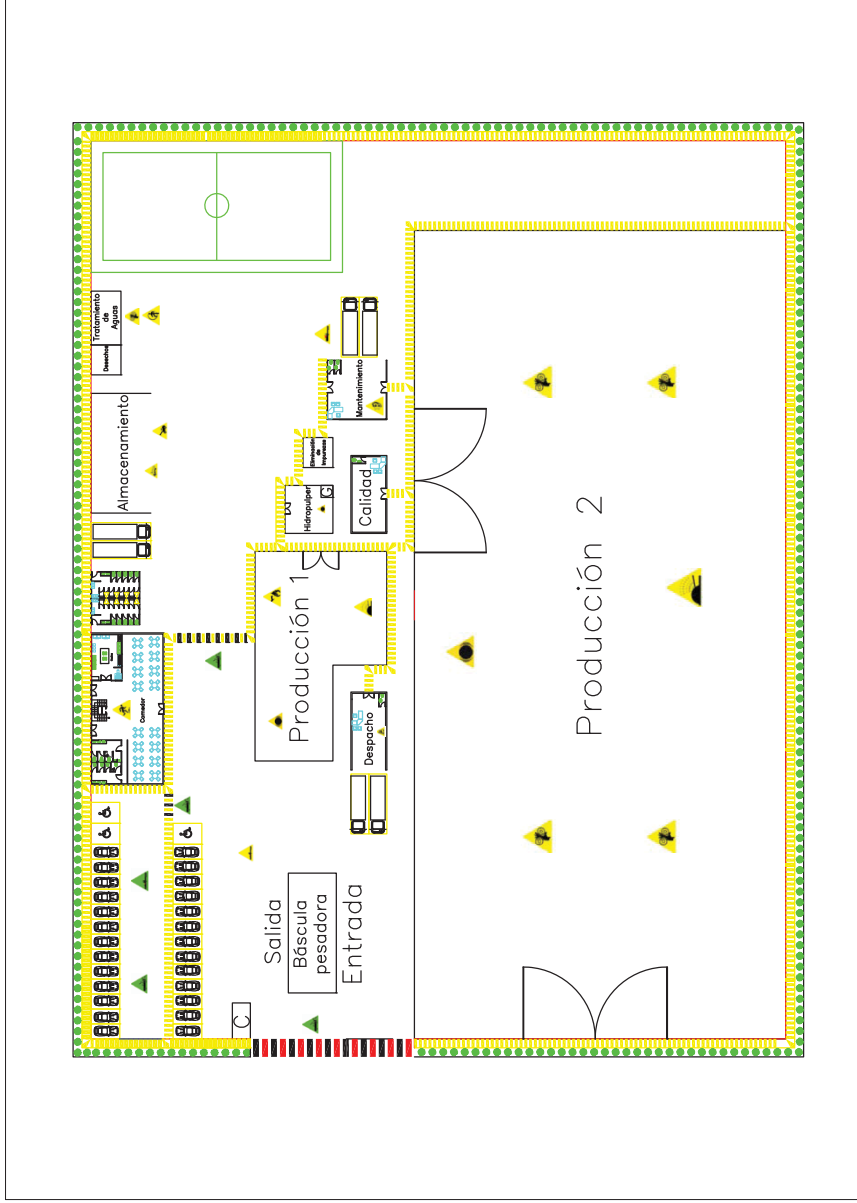 Tratamiento
de
Aguas
Desechos
Almacenamiento
Comedor
Mantenimiento
Eliminación
de
Impurezas
Hidropulper
G
Calidad
Producción 1
Despacho
Salida
Báscula
pesadora
Entrada
C
Producción 2